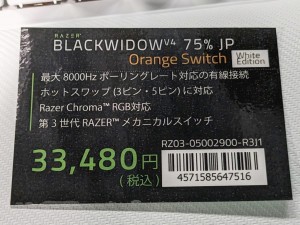 RAZER™
BLACKWIDOW V4 75% JP
Orange Switch White Edition
最大 8000Hz ポーリングレート対応の有線接続
ホットスワップ (3ピン・5ピン) に対応
Razer Chroma™ RGB対応
第 3 世代 RAZER™ メカニカルスイッチ
33,480円
(税込)
RZ03-05002900-R3J1
4571585647516